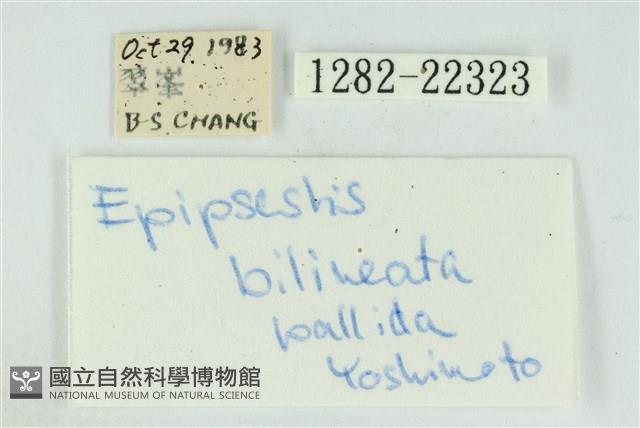 Oct 29, 1983
翠峯
B-S CHANG
1282-22323
Epipsestis
bilineata
pallida
Yoshimoto
國立自然科學博物館
NATIONAL MUSEUM OF NATURAL SCIENCE